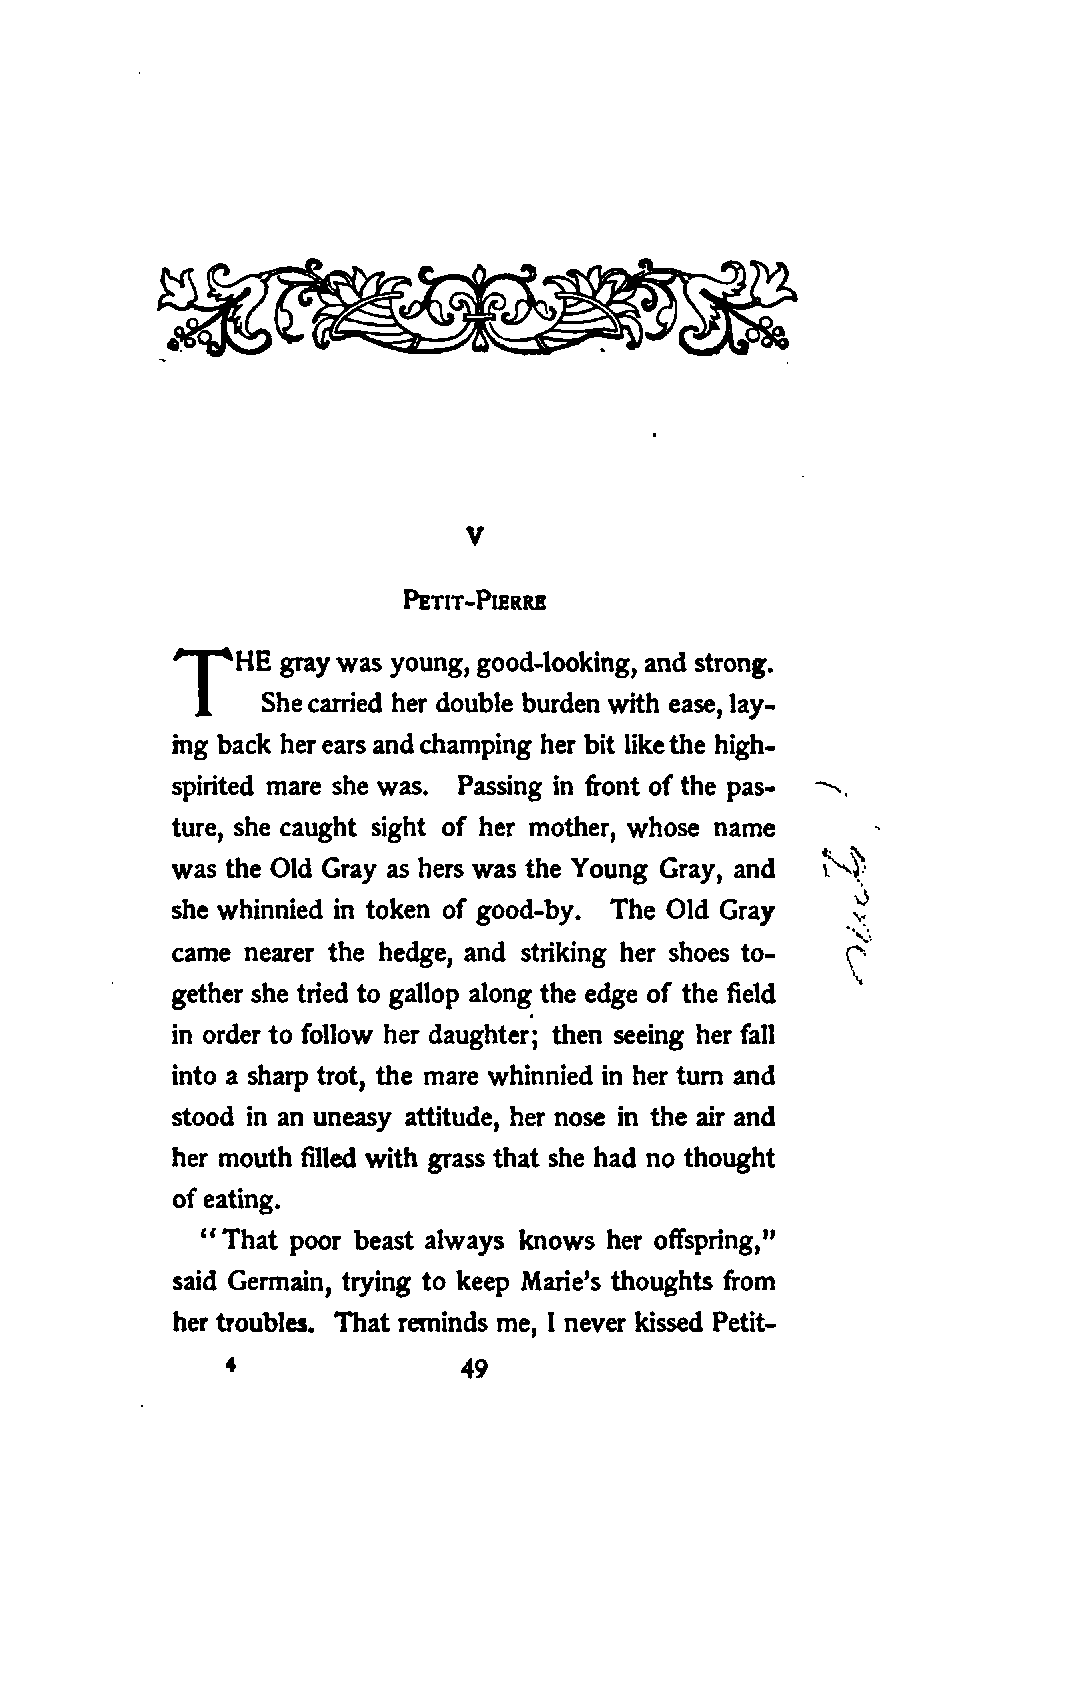 V
PETIT-PIERRE
THE gray was young, good-looking, and strong.
She carried her double burden with ease, lay-
ing back her ears and champing her bit like the high-
spirited mare she was. Passing in front of the pas-
ture, she caught sight of her mother, whose name
was the Old Gray as hers was the Young Gray, and
she whinnied in token of good-by. The Old Gray
came nearer the hedge, and striking her shoes to-
gether she tried to gallop along the edge of the field
in order to follow her daughter; then seeing her fall
into a sharp trot, the mare whinnied in her turn and
stood in an uneasy attitude, her nose in the air and
her mouth filled with grass that she had no thought
of eating.
"That poor beast always knows her offspring,"
said Germain, trying to keep Marie's thoughts from
her troubles. That reminds me, I never kissed Petit-
4 49